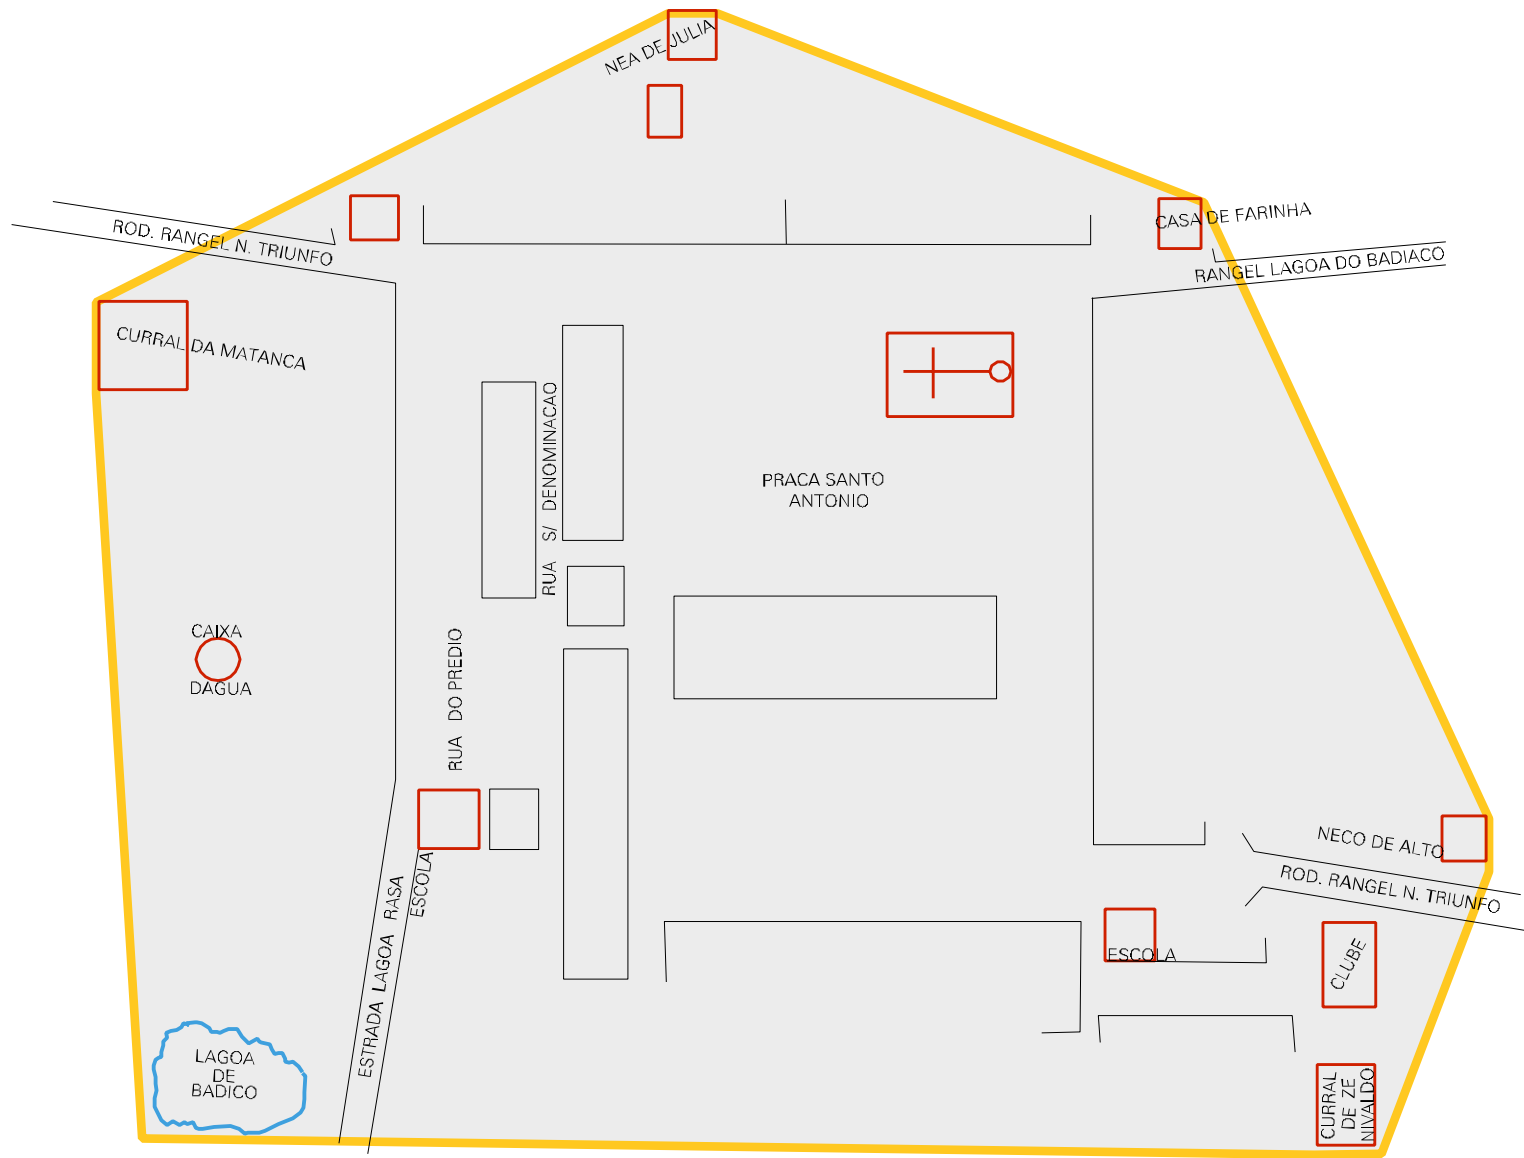 NEA DE JULIA
CASA DE FARINHA
ROD. RANGEL N. TRIUNFO
RANGEL LAGOA DO BADIACO
CURRAL DA MATANCA
RUA S/ DENOMINACAO
PRACA SANTO
ANTONIO
CAIXA
DAGUA
RUA DO PREDIO
NECO DE ALTO
ROD. RANGEL N. TRIUNFO
ESCOLA
ESTRADA LAGOA RASA
ESCOLA
CLUBE
LAGOA
DE
BADICO
CURRAL
DE ZE
NIVALDO